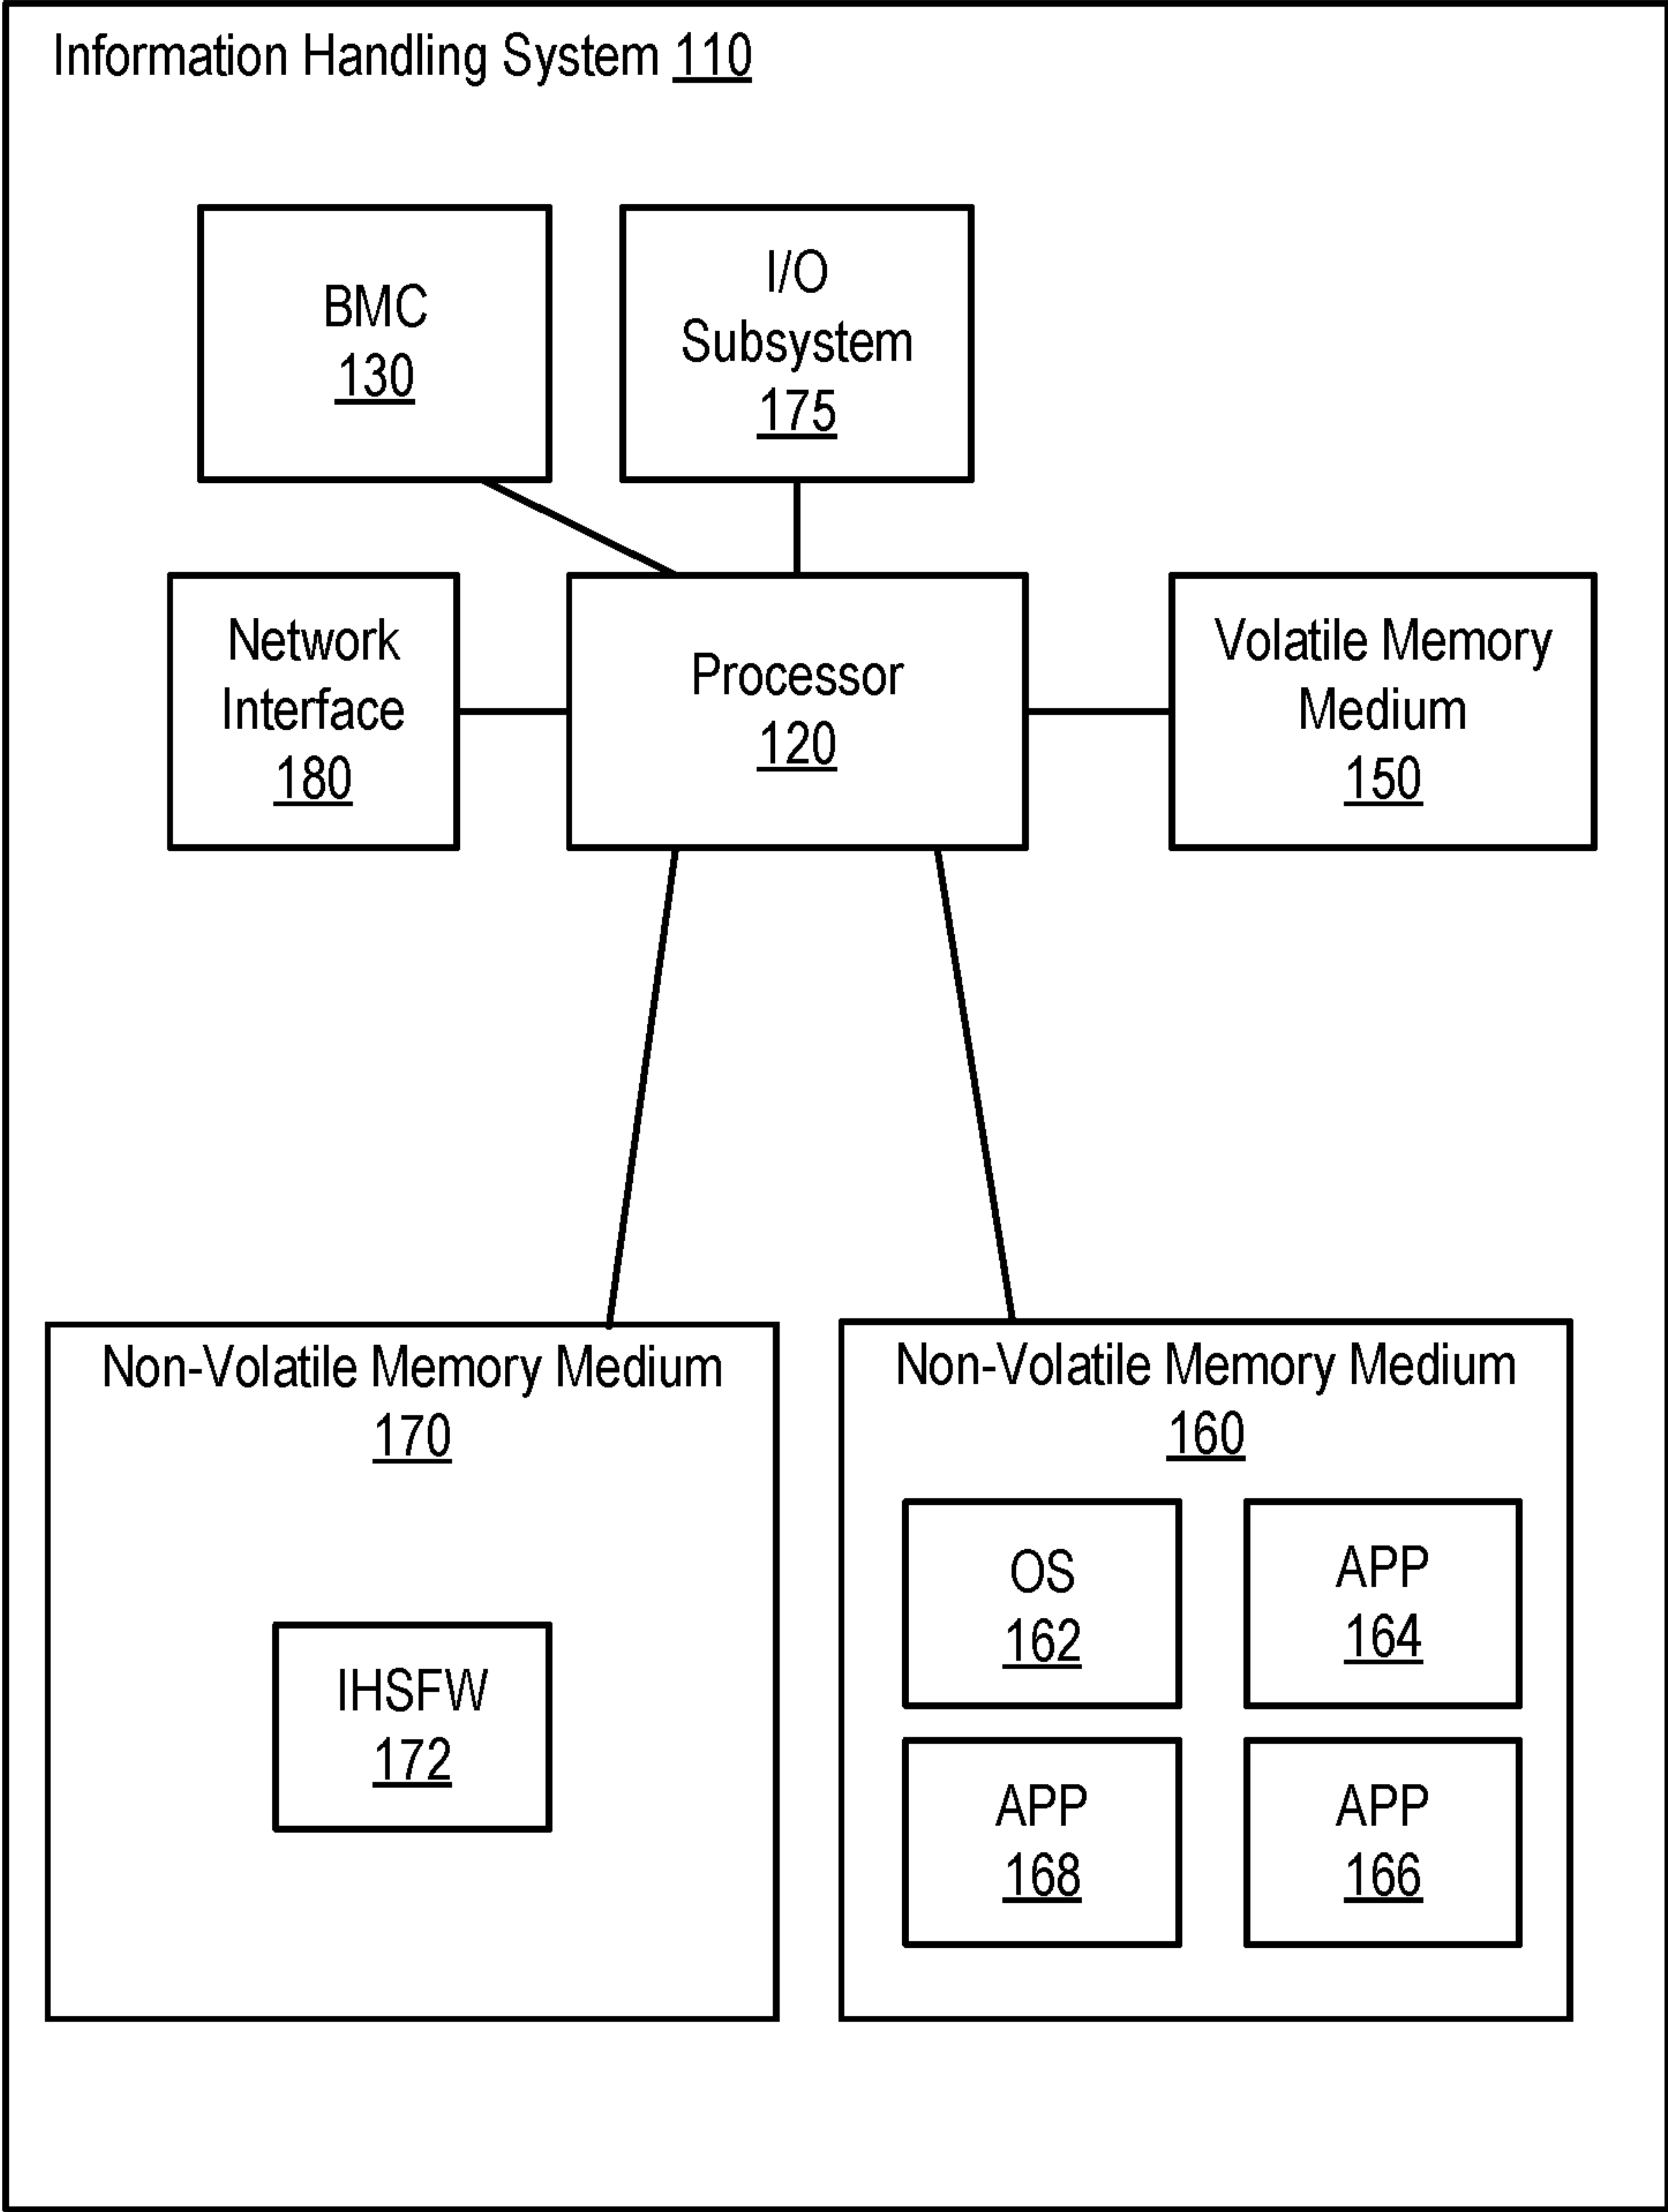 Information Handling System 110
BMC
130
I/O
Subsystem
175
Network
Interface
180
Processor
120
Volatile Memory
Medium
150
Non-Volatile Memory Medium
170
IHSFW
172
Non-Volatile Memory Medium
160
OS
162
APP
164
APP
168
APP
166